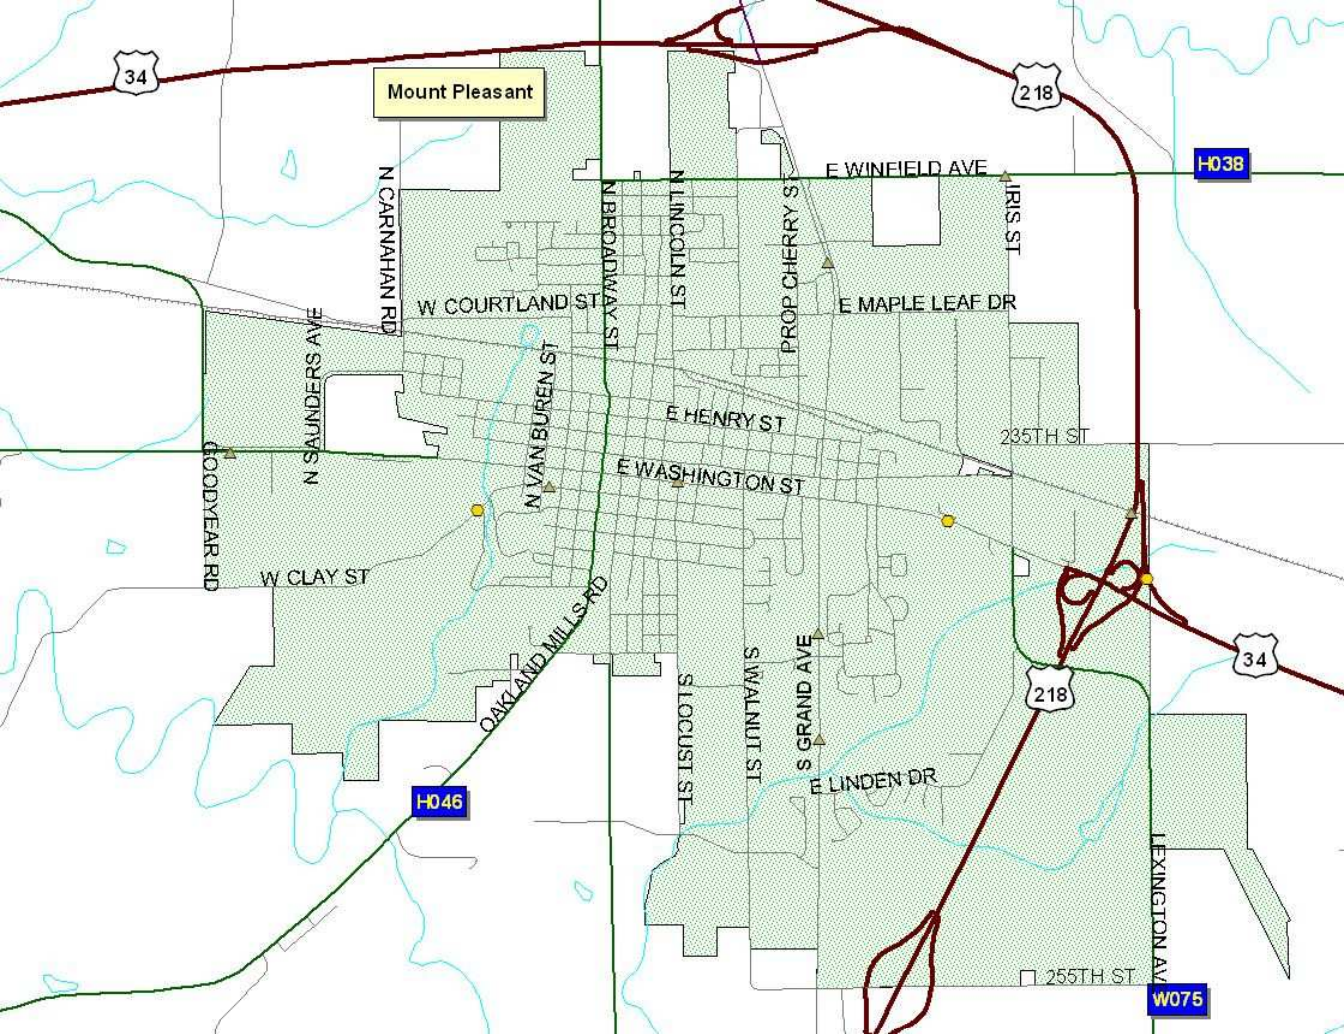 34
Mount Pleasant
218
H038
E WINFIELD AVE
N CARNAHAN RD
N BROADWAY ST
N LINCOLN ST
PROP CHERRY ST
IRIS ST
W COURTLAND ST
E MAPLE LEAF DR
N SAUNDERS AVE
N VAN BUREN ST
E HENRY ST
235TH ST
E WASHINGTON ST
GOODYEAR RD
W CLAY ST
OAKLAND MILLS RD
34
218
S LOCUST ST
S WALNUT ST
S GRAND AVE
E LINDEN DR
H046
LEXINGTON AVE
255TH ST
W075